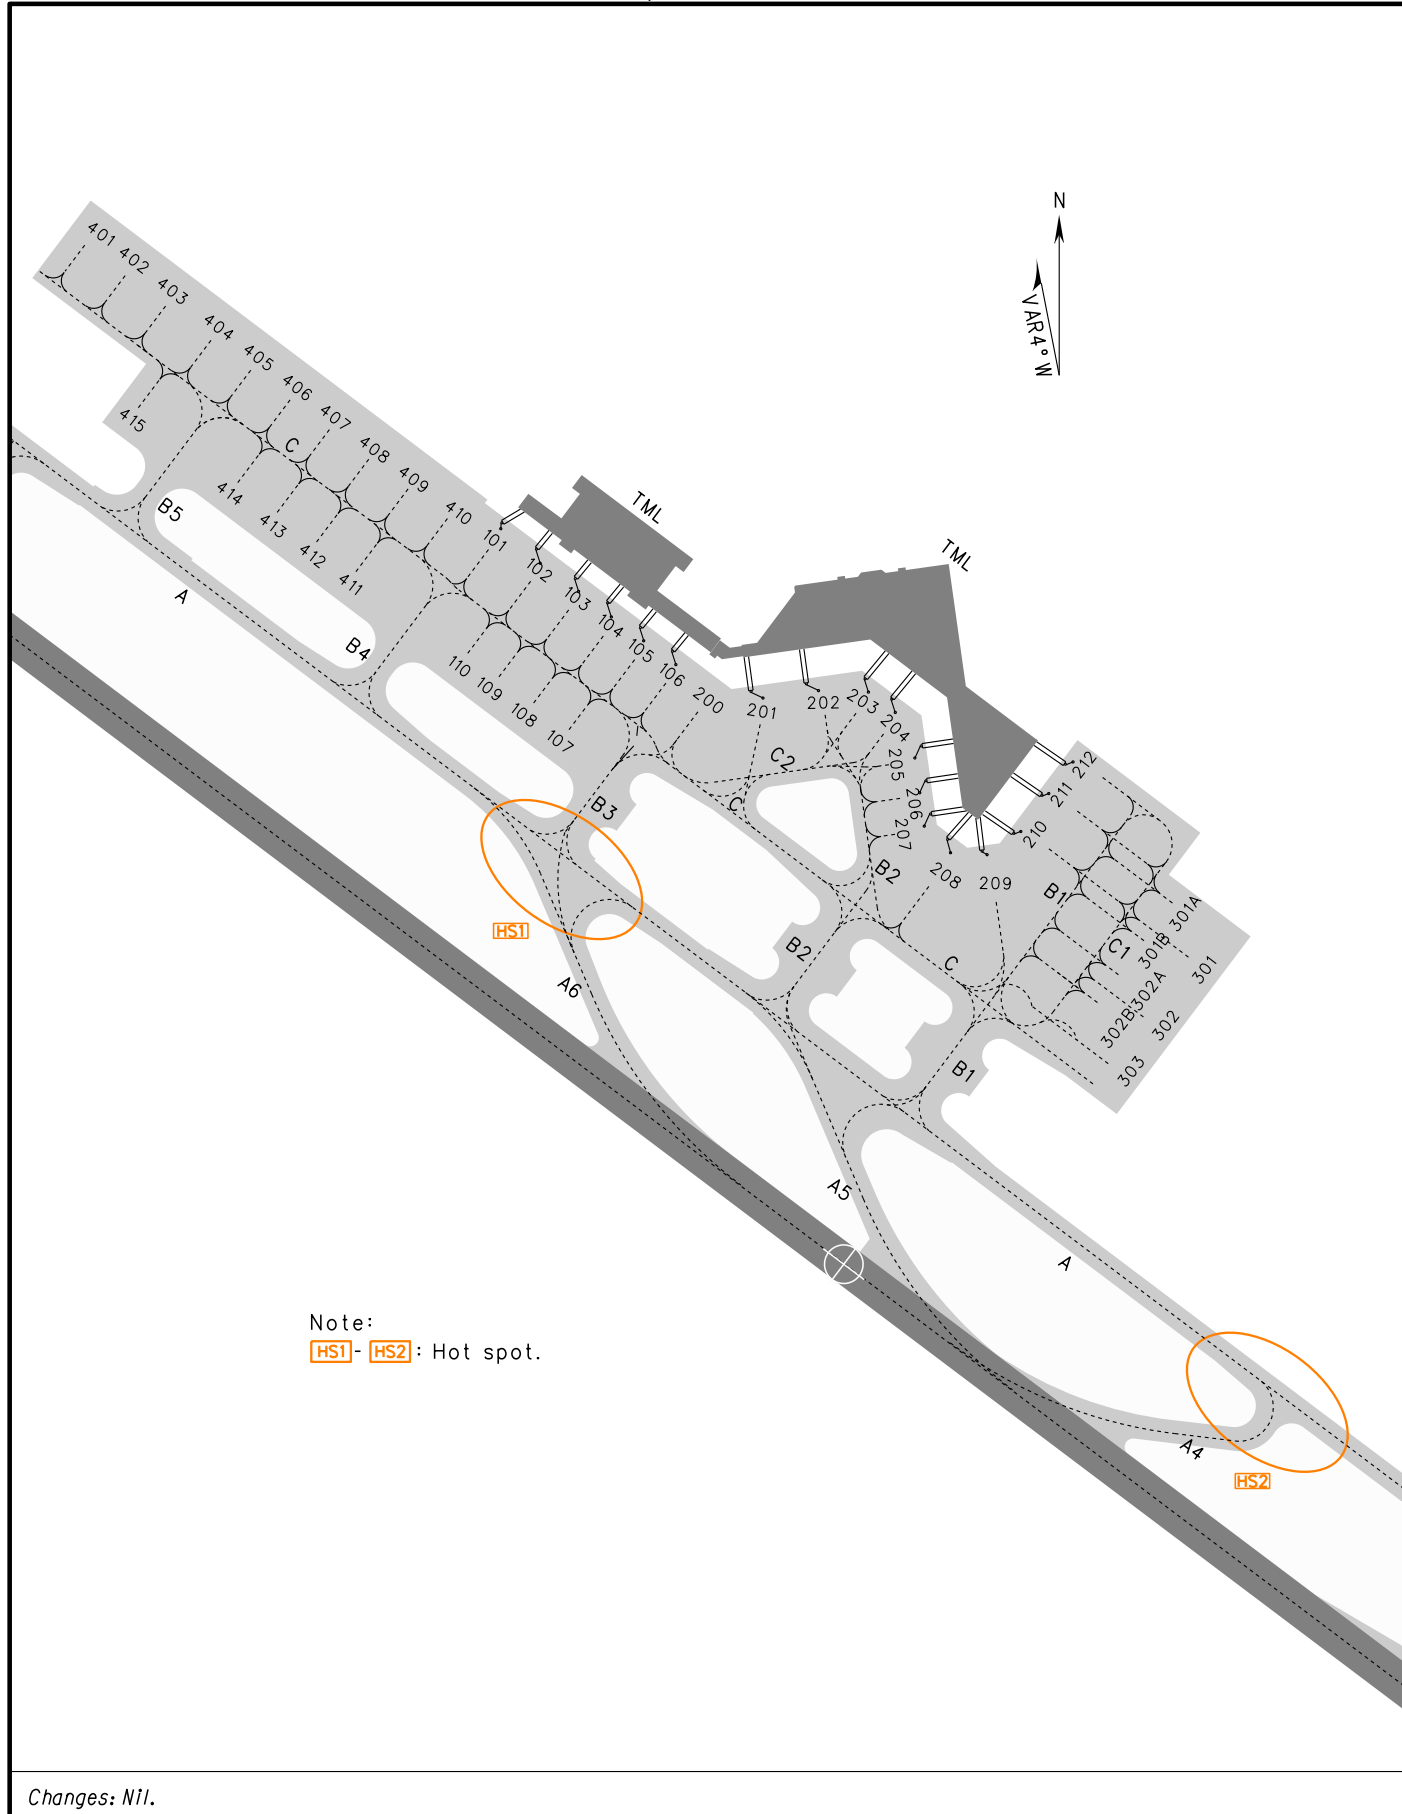 N
VAR4°W
401
402
403
404
405
406
407
408
409
410
415
414
413
412
411
C
B5
A
B4
TML
TML
101
102
103
104
105
106
200
201
202
203
204
205
206
207
208
209
210
211
212
110
109
108
107
C2
C
B3
B2
B2
B1
C
C1
B1
301A
301B
301
302A
302B
302
303
HS1
A6
A5
A
A4
HS2
Note:
HS1 - HS2 : Hot spot.
Changes: Nil.